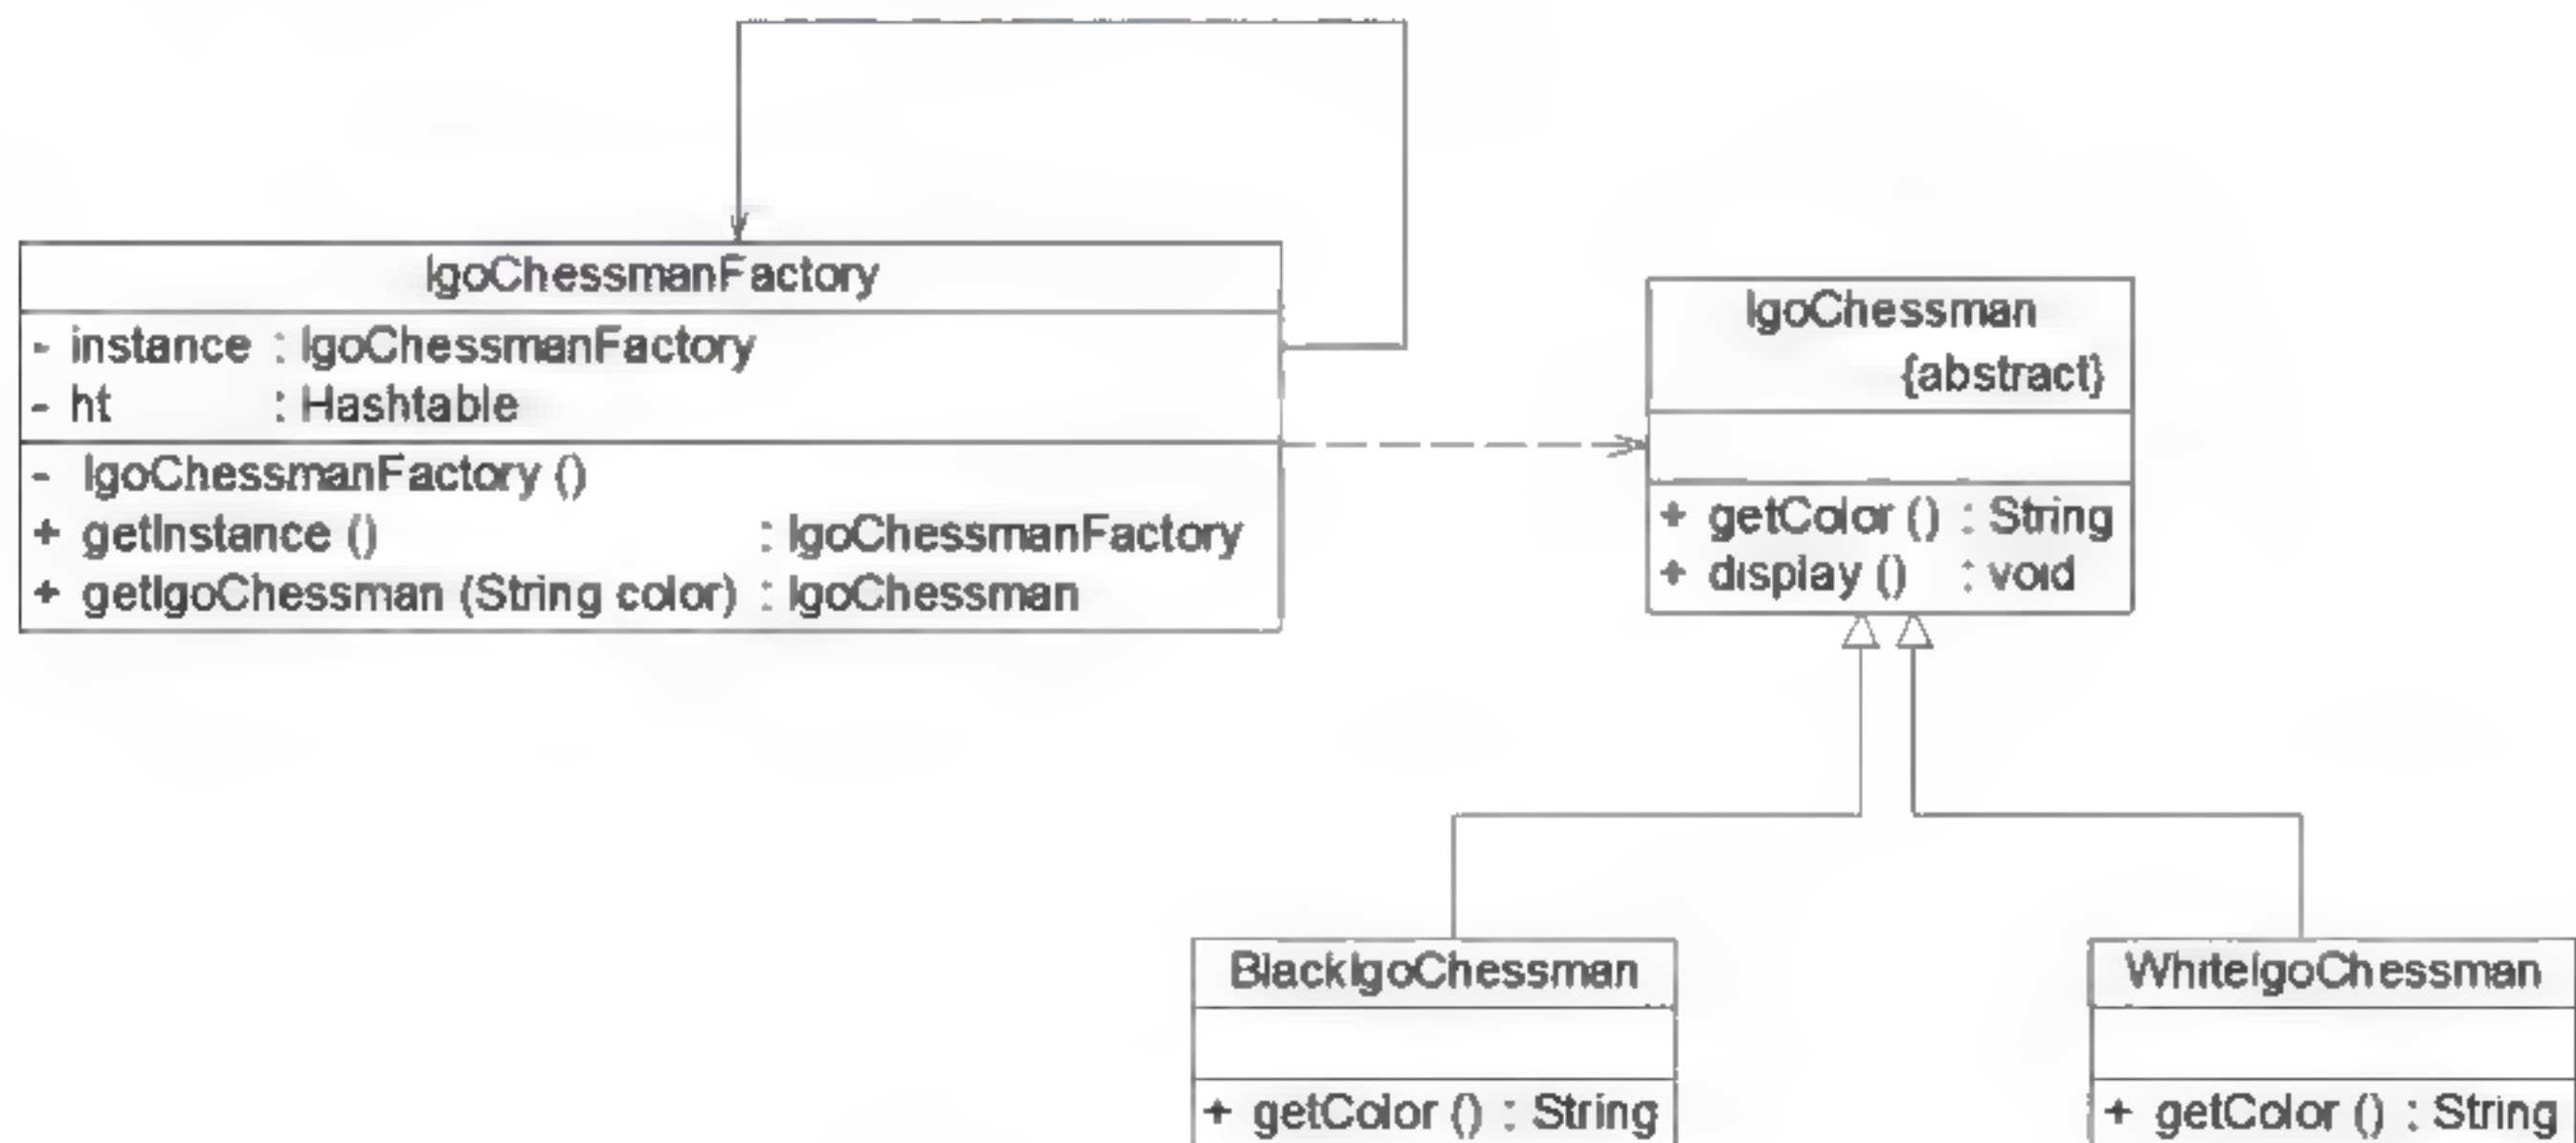 IgoChessmanFactory
- instance : IgoChessmanFactory
- ht : Hashtable
- IgoChessmanFactory ()
+ getInstance () : IgoChessmanFactory
+ getIgoChessman (String color) : IgoChessman
IgoChessman
{abstract}
+ getColor () : String
+ display () : void
BlackIgoChessman
+ getColor () : String
WhiteIgoChessman
+ getColor () : String